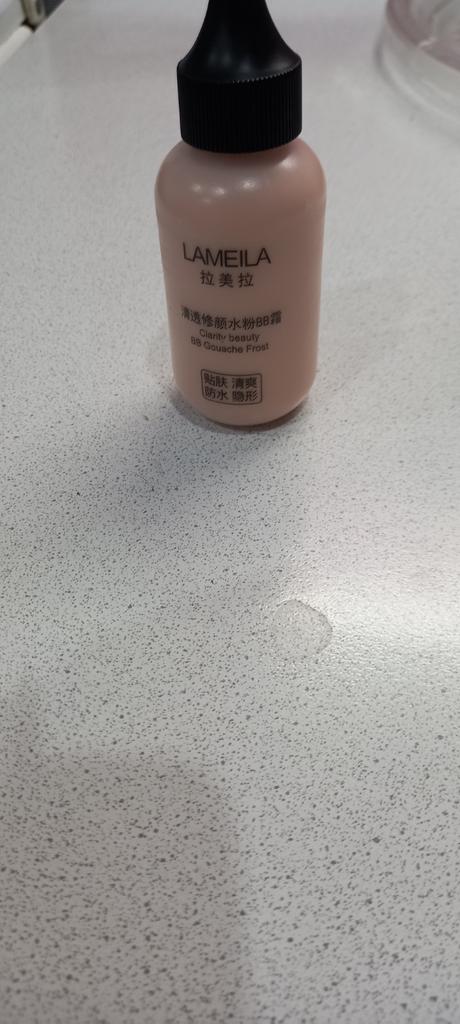 LAMEILA
拉美拉
清透修颜水粉BB霜
Clarity beauty
BB Gouache Frost
贴肤 清爽
防水 隐形